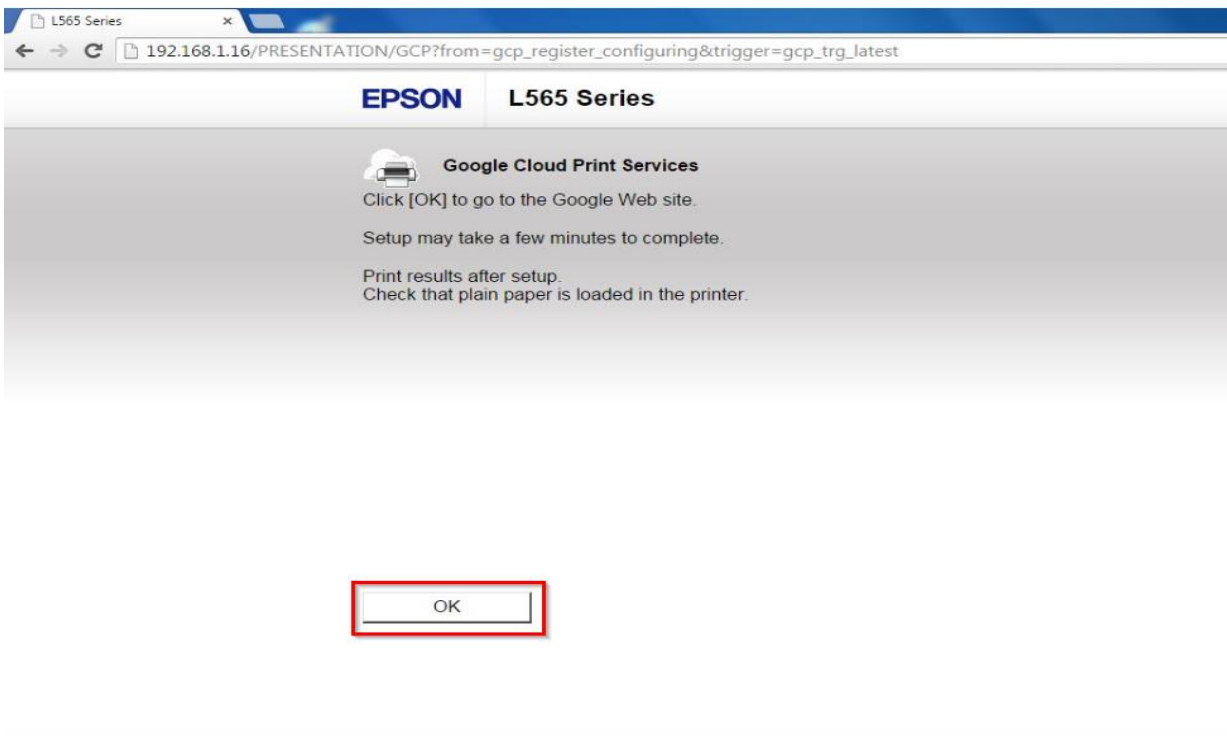 L565 Series
192.168.1.16/PRESENTATION/GCP?from=gcp_register_configuring&trigger=gcp_trg_latest
EPSON L565 Series
Google Cloud Print Services
Click [OK] to go to the Google Web site.
Setup may take a few minutes to complete.
Print results after setup.
Check that plain paper is loaded in the printer.
OK